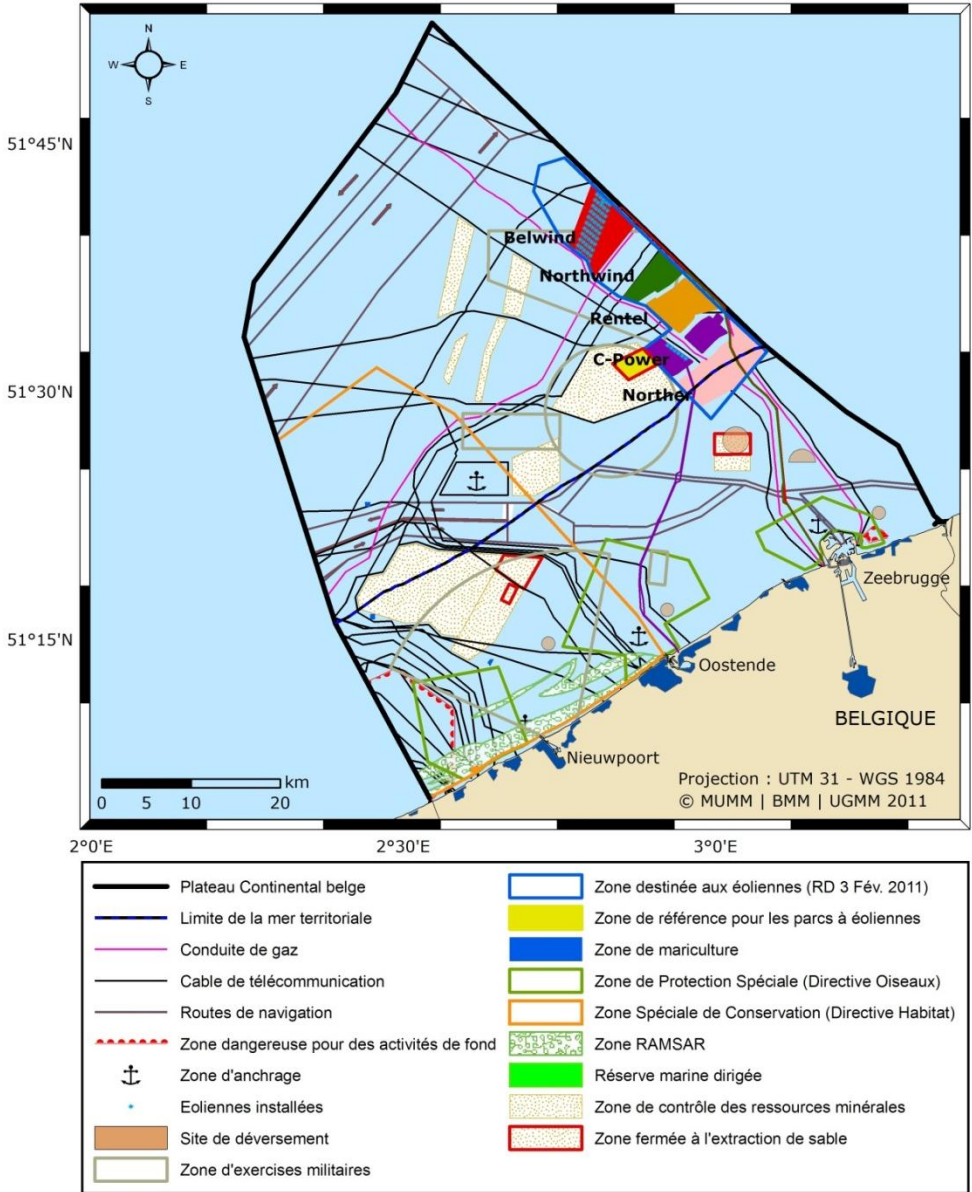 N
W E
S
51°45'N
51°30'N
51°15'N
Belwind
Northwind
Rentel
C-Power
Norther
Zeebrugge
Oostende
BELGIQUE
Nieuwpoort
km
0 5 10 20
Projection : UTM 31 - WGS 1984
© MUMM | BMM | UGMM 2011
2°0'E 2°30'E 3°0'E
Plateau Continental belge
Limite de la mer territoriale
Conduite de gaz
Cable de télécommunication
Routes de navigation
Zone dangereuse pour des activités de fond
Zone d'anchrage
Eoliennes installées
Site de déversement
Zone d'exercises militaires
Zone destinée aux éoliennes (RD 3 Fév. 2011)
Zone de référence pour les parcs à éoliennes
Zone de mariculture
Zone de Protection Spéciale (Directive Oiseaux)
Zone Spéciale de Conservation (Directive Habitat)
Zone RAMSAR
Réserve marine dirigée
Zone de contrôle des ressources minérales
Zone fermée à l'extraction de sable